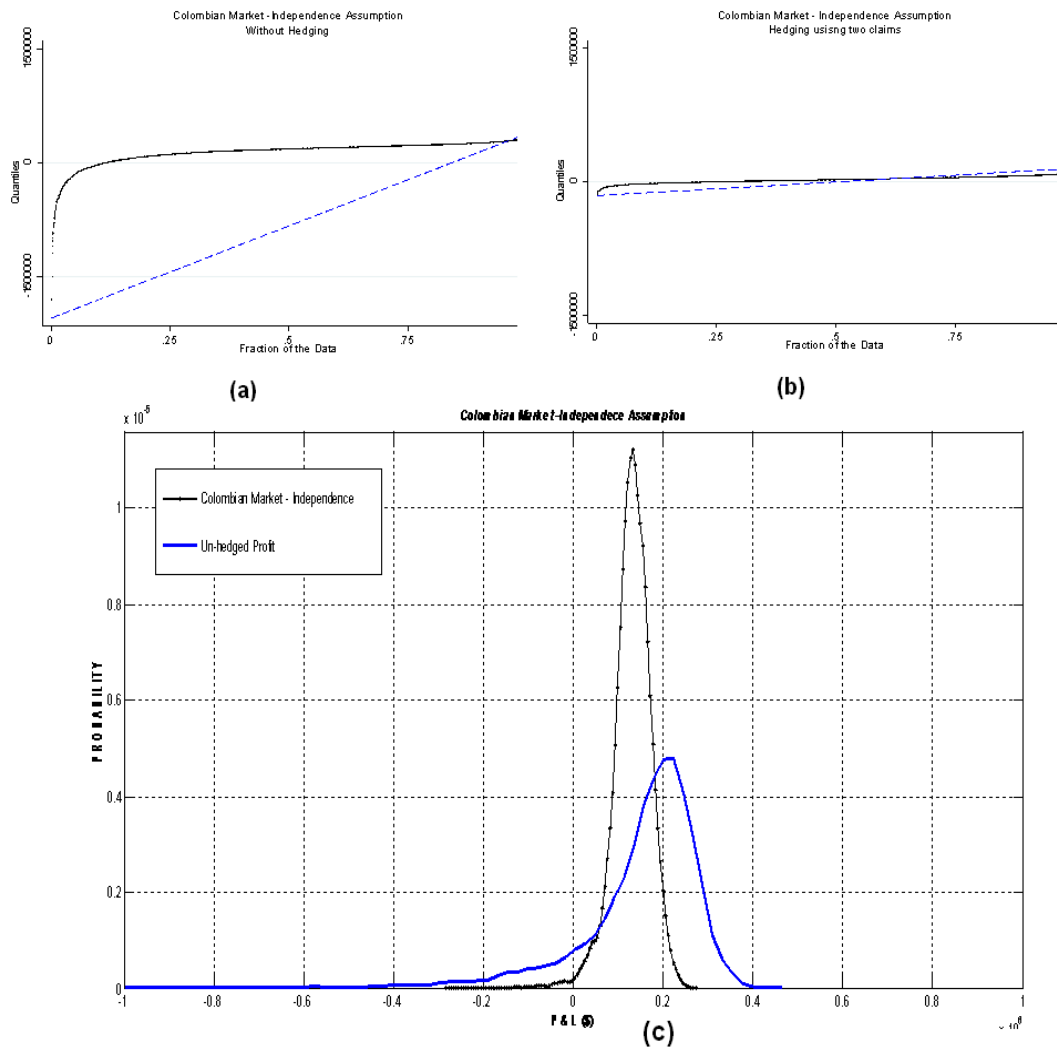 Colombian Market - Independence Assumption
Without Hedging
1500000
0
-1500000
Quantiles
0
.25
.5
.75
Fraction of the Data
(a)
Colombian Market - Independence Assumption
Hedging usisng two claims
1500000
0
-1500000
Quantiles
0
.25
.5
.75
Fraction of the Data
(b)
x 10^-5
Colombian Market -Independece Assumption
Colombian Market - Independence
Un-hedged Profit
1
0.8
0.6
0.4
0.2
0
PROBABILITY
-1
-0.8
-0.6
-0.4
-0.2
0
0.2
0.4
0.6
0.8
1
P & L ($)
(c)